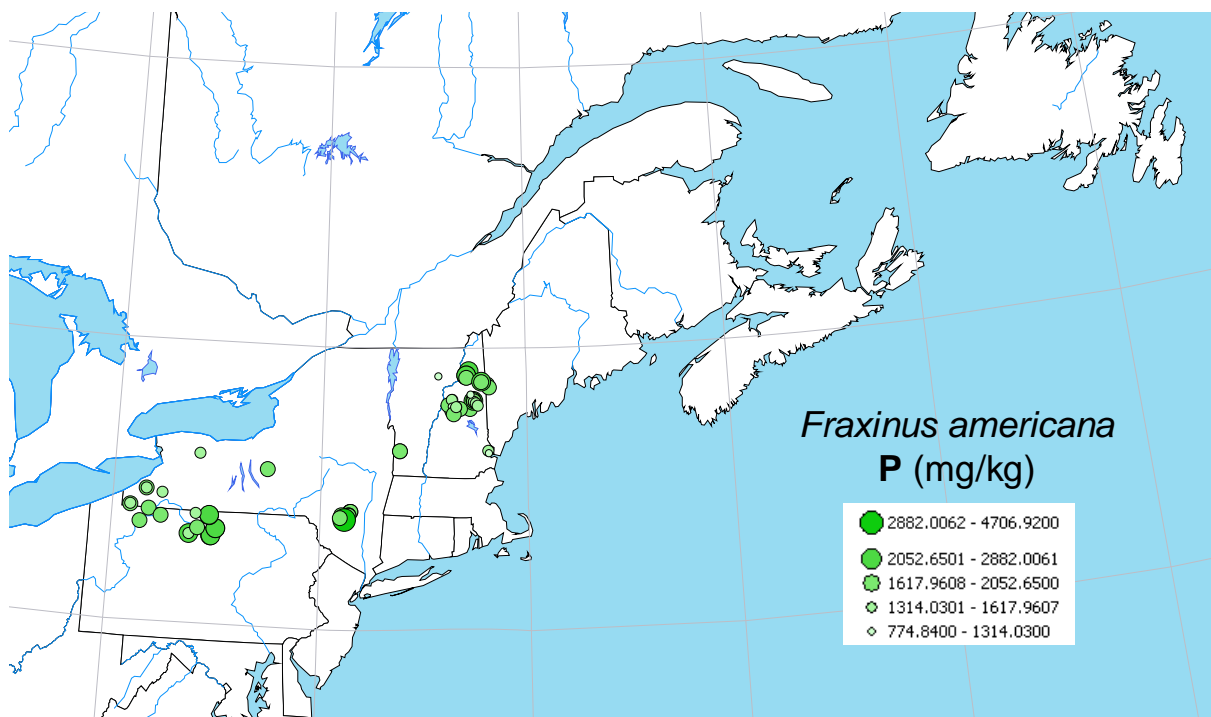 Fraxinus americana
P (mg/kg)
2882.0062 - 4706.9200
2052.6501 - 2882.0061
1617.9608 - 2052.6500
1314.0301 - 1617.9607
774.8400 - 1314.0300